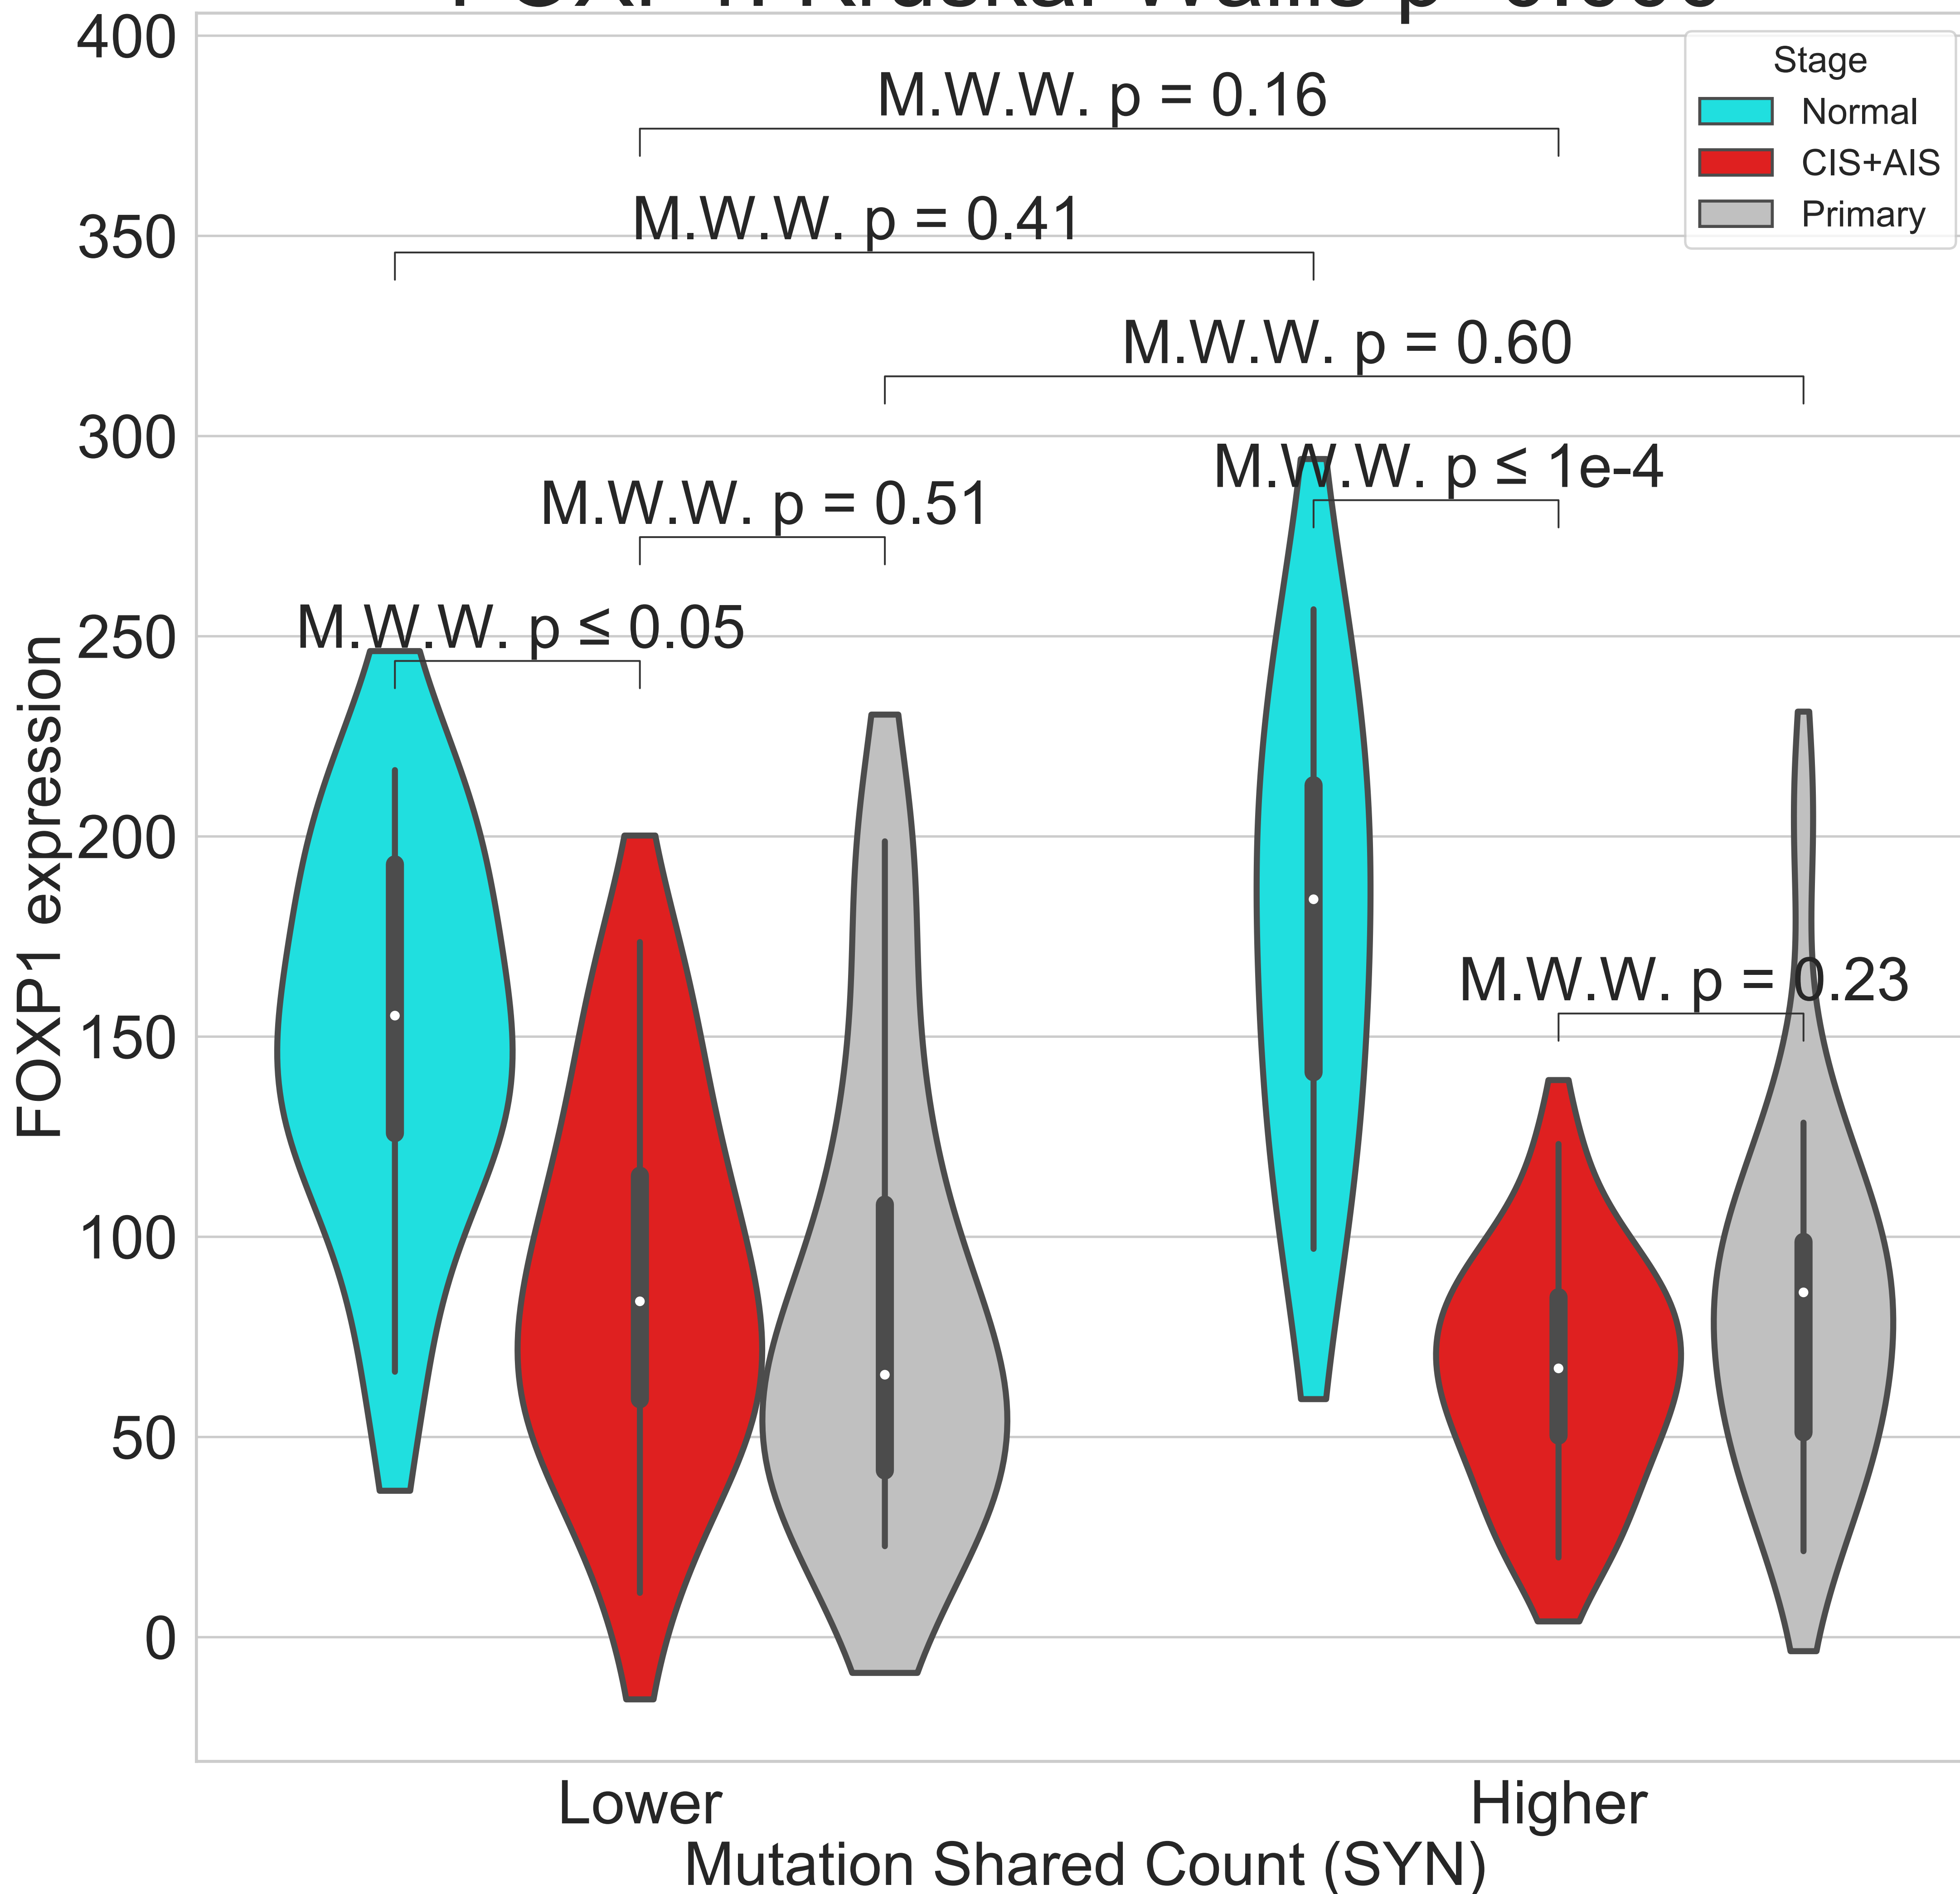 400
M.W.W. p = 0.16
Stage
Normal
CIS+AIS
Primary
M.W.W. p = 0.41
350
M.W.W. p = 0.60
300
M.W.W. p ≤ 1e-4
M.W.W. p = 0.51
M.W.W. p ≤ 0.05
250
FOXP1 expression
200
M.W.W. p = 0.23
150
100
50
0
Lower
Higher
Mutation Shared Count (SYN)